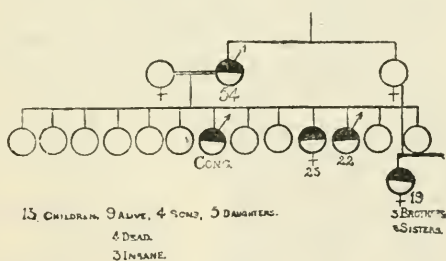 54
CONG.
25
22
19
3 BROTHERS
SISTERS.
13 CHILDREN, 9 ALIVE, 4 SONS, 5 DAUGHTERS.
4 DEAD.
3 INSANE.